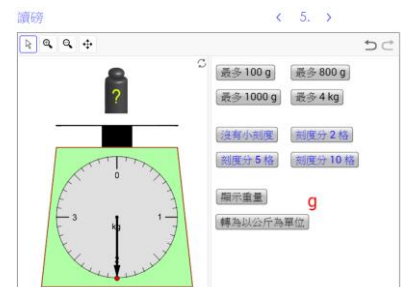 讀磅
5.
最多 100 g 最多 800 g
最多 1000 g 最多 4 kg
沒有小刻度 刻度分 2 格
刻度分 5 格 刻度分 10 格
顯示重量
g
轉為以公斤為單位
?
0
3 1
kg